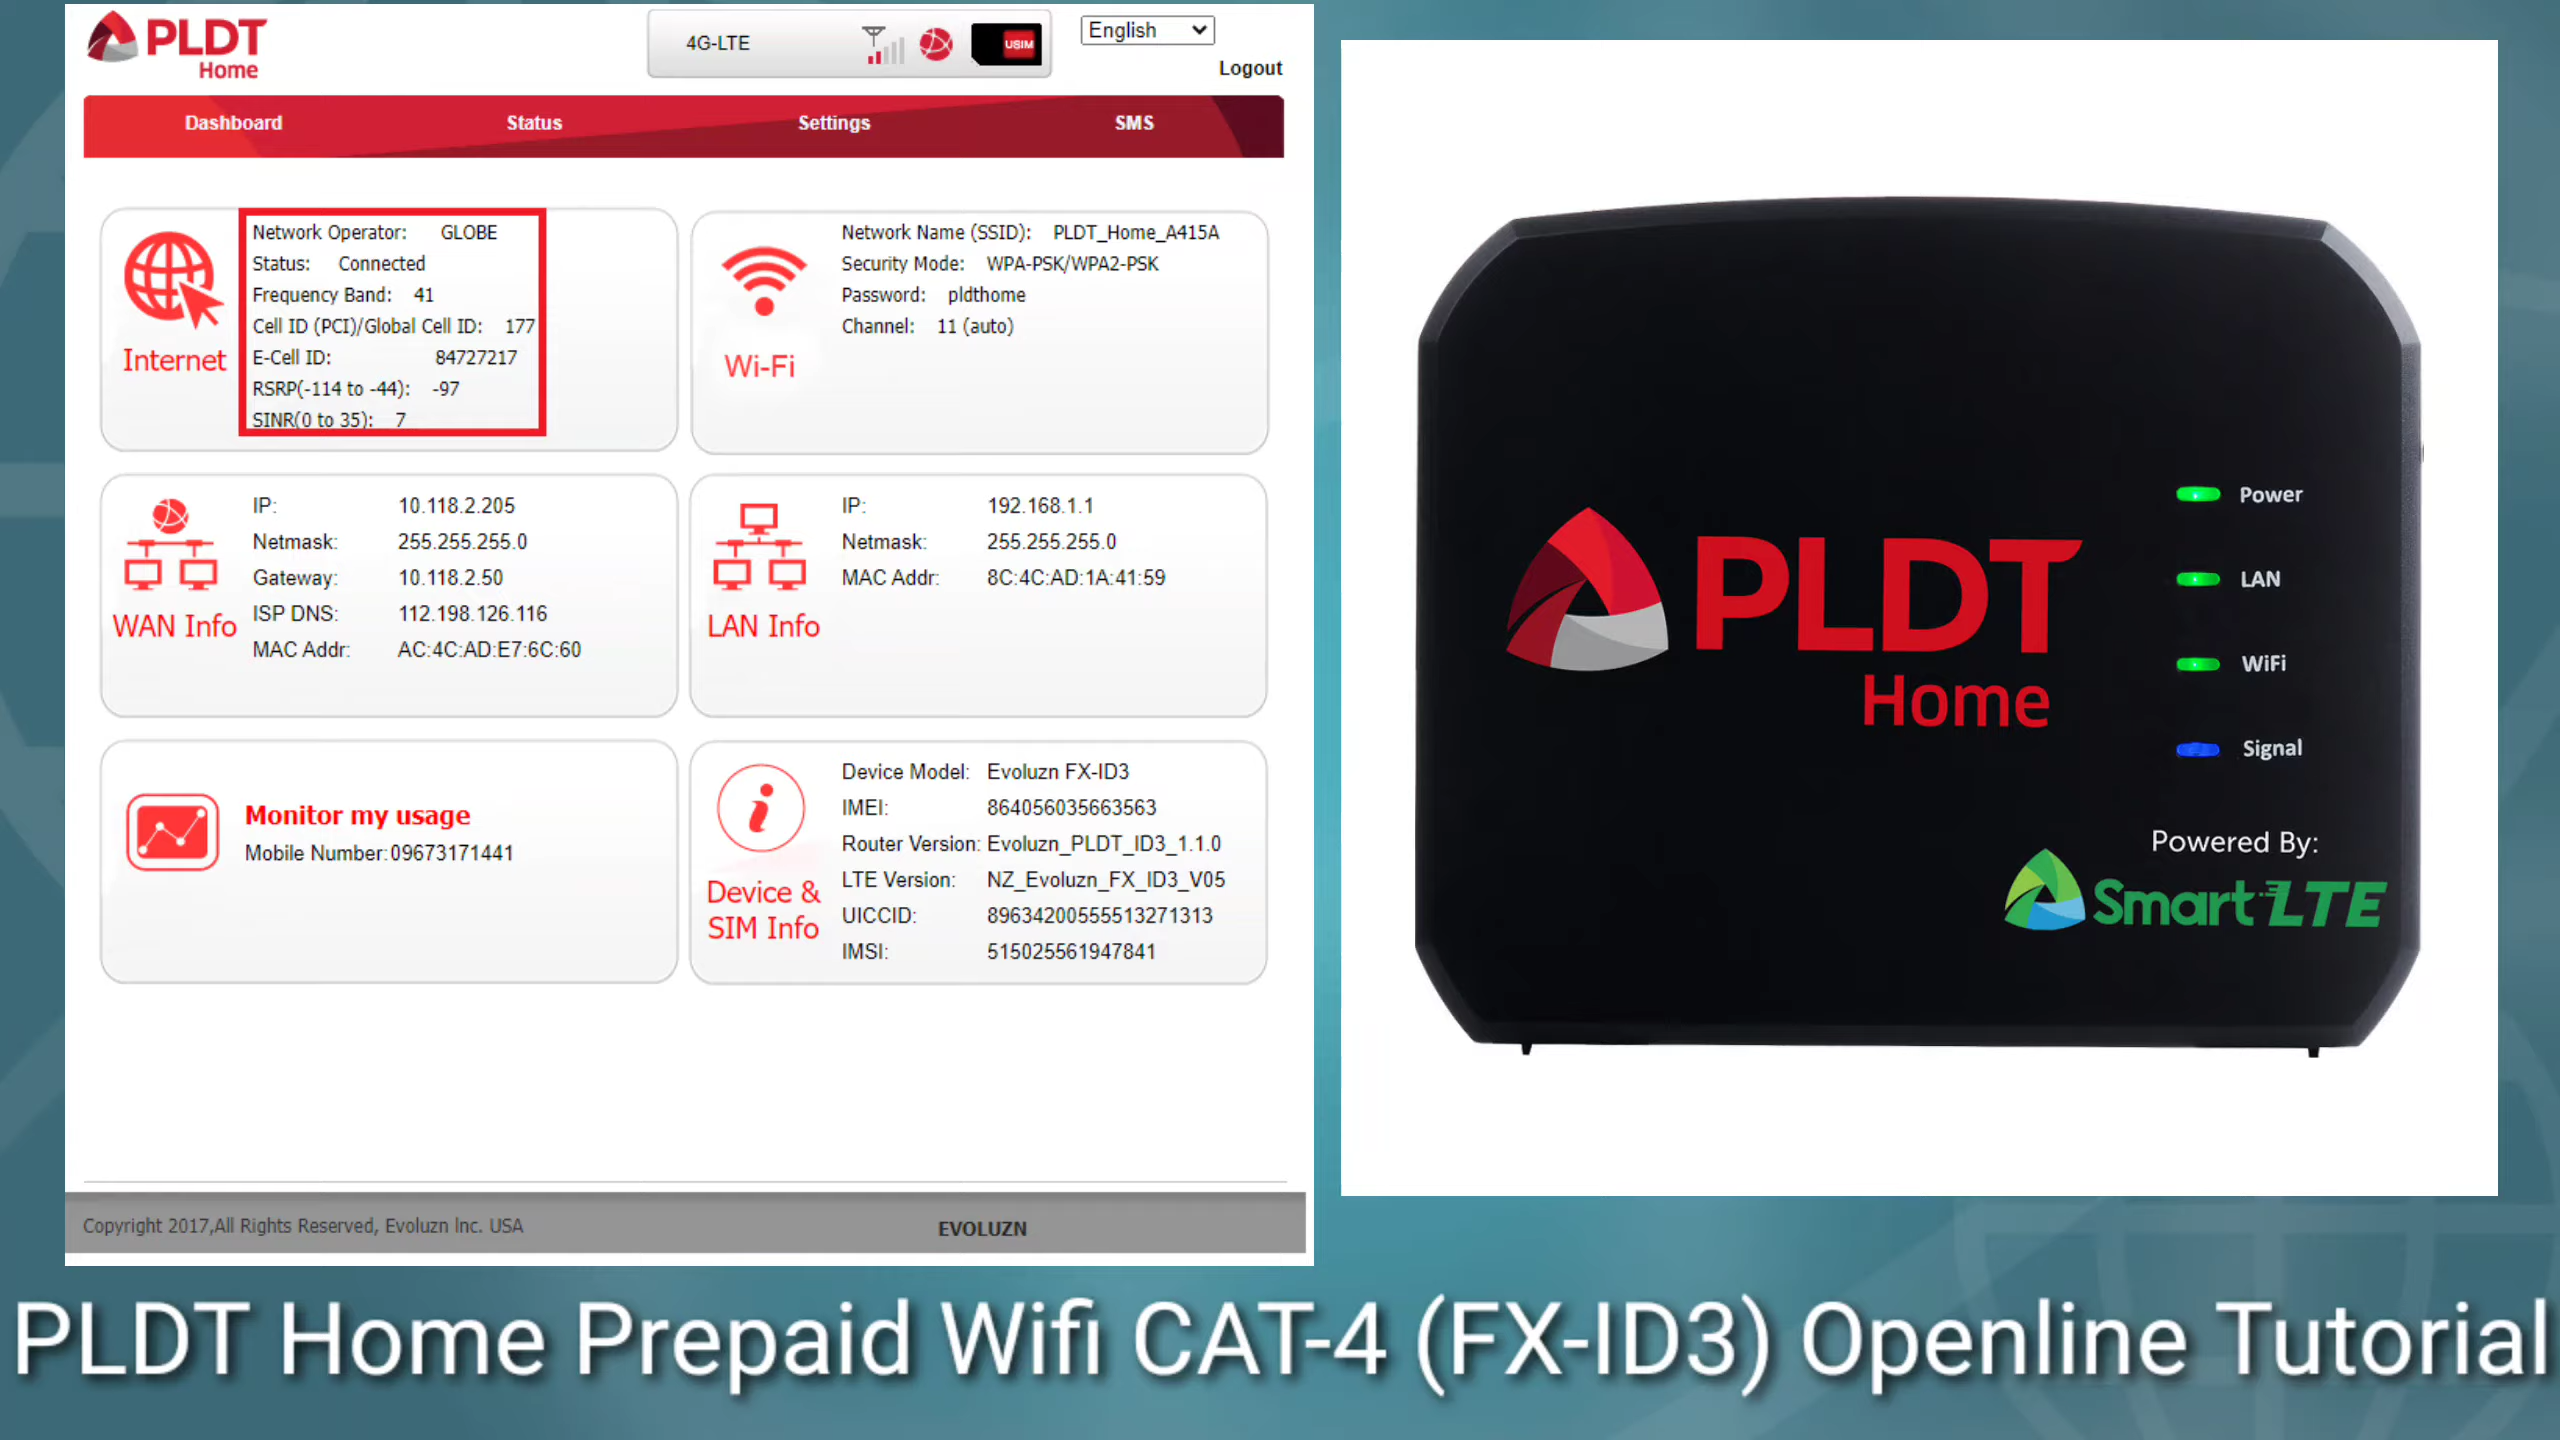 PLDT
Home
4G-LTE
USIM
English
Logout
Dashboard
Status
Settings
SMS
Internet
Network Operator: GLOBE
Status: Connected
Frequency Band: 41
Cell ID (PCI)/Global Cell ID: 177
E-Cell ID: 84727217
RSRP(-114 to -44): -97
SINR(0 to 35): 7
Wi-Fi
Network Name (SSID): PLDT_Home_A415A
Security Mode: WPA-PSK/WPA2-PSK
Password: pldthome
Channel: 11 (auto)
WAN Info
IP: 10.118.2.205
Netmask: 255.255.255.0
Gateway: 10.118.2.50
ISP DNS: 112.198.126.116
MAC Addr: AC:4C:AD:E7:6C:60
LAN Info
IP: 192.168.1.1
Netmask: 255.255.255.0
MAC Addr: 8C:4C:AD:1A:41:59
Monitor my usage
Mobile Number:09673171441
Device &
SIM Info
Device Model: Evoluzn FX-ID3
IMEI: 864056035663563
Router Version: Evoluzn_PLDT_ID3_1.1.0
LTE Version: NZ_Evoluzn_FX_ID3_V05
UICCID: 89634200555513271313
IMSI: 515025561947841
Copyright 2017,All Rights Reserved, Evoluzn Inc. USA
EVOLUZN
PLDT
Home
Power
LAN
WiFi
Signal
Powered By:
Smart LTE
PLDT Home Prepaid Wifi CAT-4 (FX-ID3) Openline Tutorial